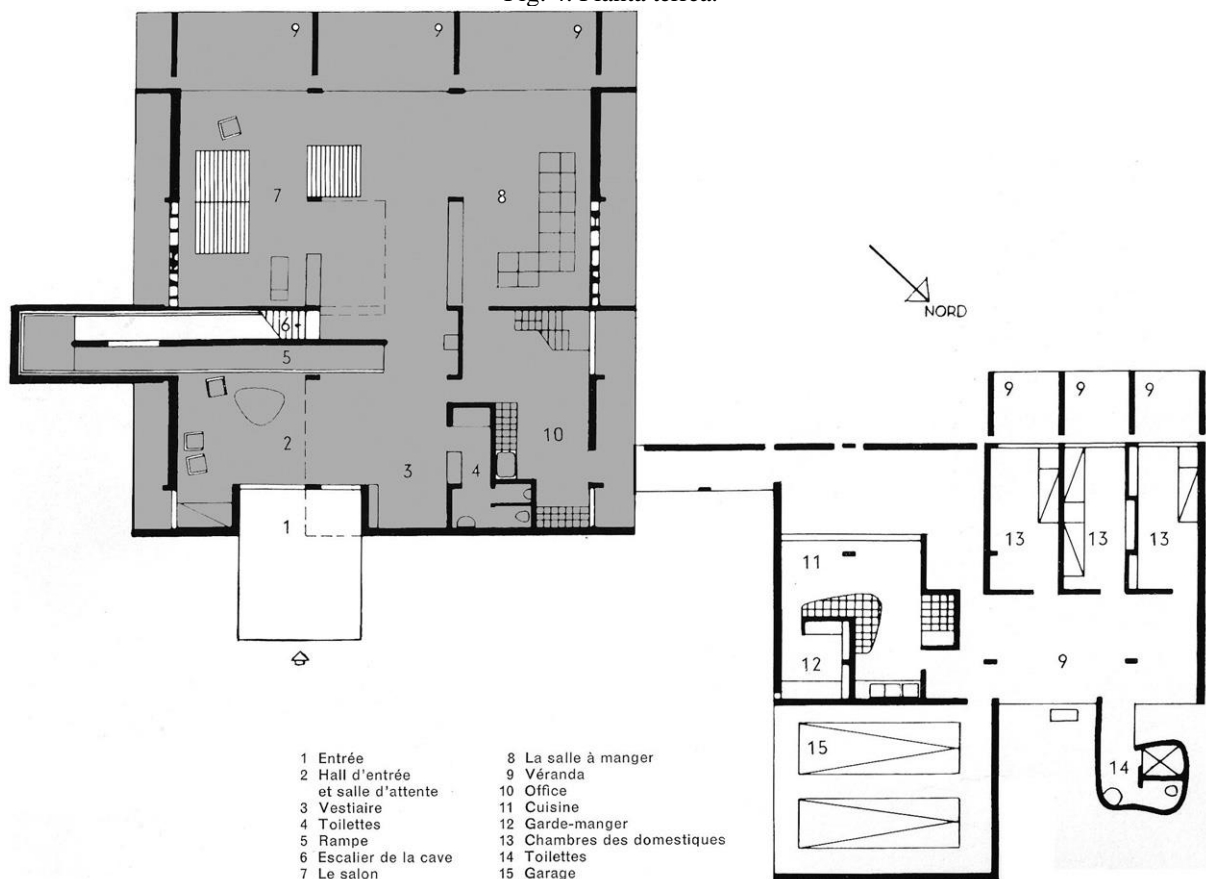 Fig. 4. Planta térrea.
9 9 9
7 8
6
5
NORD
9 9 9
2 3 4 10
1
13 13 13
11
12 9
15 14
1 Entrée
2 Hall d'entrée
et salle d'attente
3 Vestiaire
4 Toilettes
5 Rampe
6 Escalier de la cave
7 Le salon
8 La salle à manger
9 Véranda
10 Office
11 Cuisine
12 Garde-manger
13 Chambres des domestiques
14 Toilettes
15 Garage